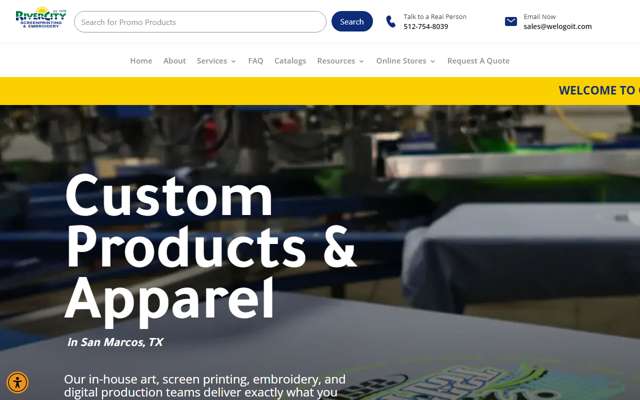 RIVERCITY
SCREENPRINTING
& EMBROIDERY
Search for Promo Products
Search
Talk to a Real Person
512-754-8039
Email Now
sales@welogoit.com
Home About Services FAQ Catalogs Resources Online Stores Request A Quote
WELCOME TO
Custom
Products &
Apparel
in San Marcos, TX
Our in-house art, screen printing, embroidery, and
digital production teams deliver exactly what you